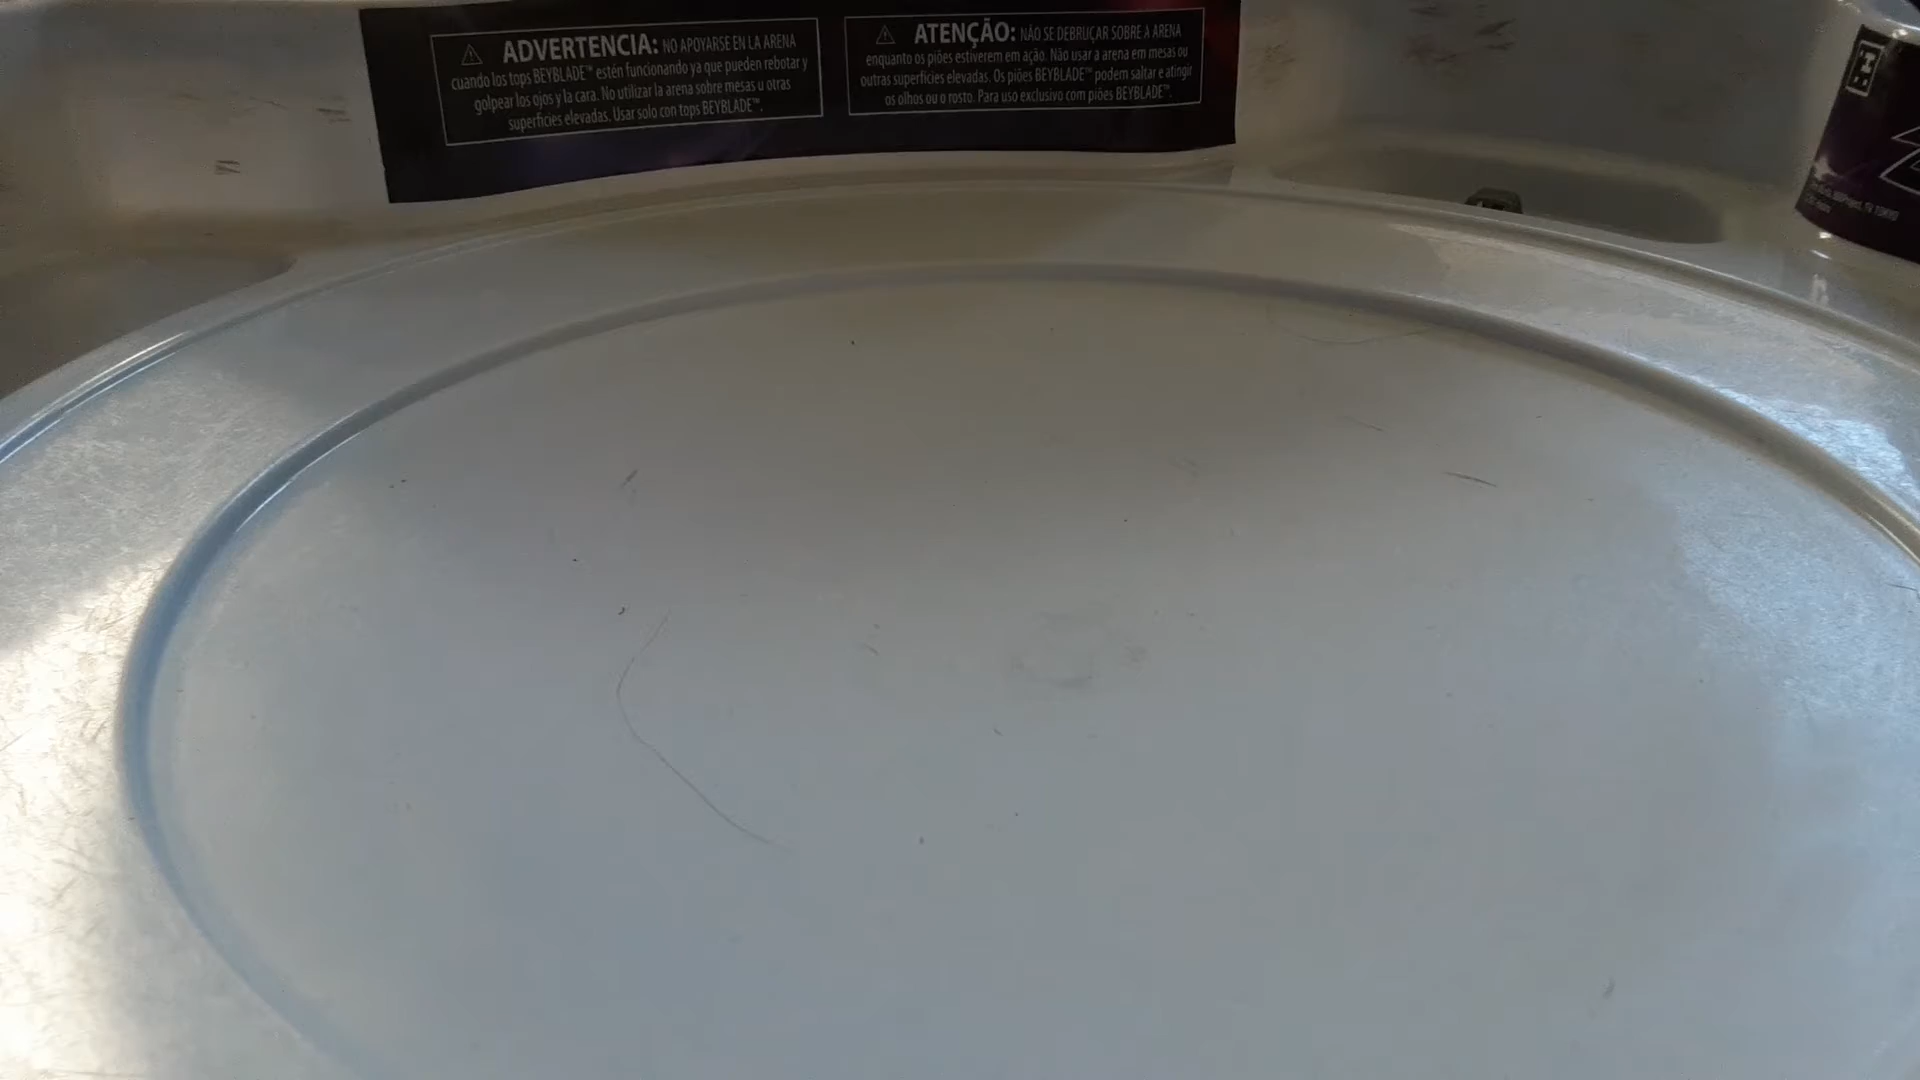 ADVERTENCIA: NO APOYARSE EN LA ARENA
cuando los tops BEYBLADE™ estén funcionando ya que pueden rebotar y
golpear los ojos y la cara. No utilizar la arena sobre mesas u otras
superficies elevadas. Usar solo con tops BEYBLADE™.
ATENÇÃO: NÃO SE DEBRUÇAR SOBRE A ARENA
enquanto os piões estiverem em ação. Não usar a arena em mesas ou
outras superfícies elevadas. Os piões BEYBLADE™ podem saltar e atingir
os olhos ou o rosto. Para uso exclusivo com piões BEYBLADE™.